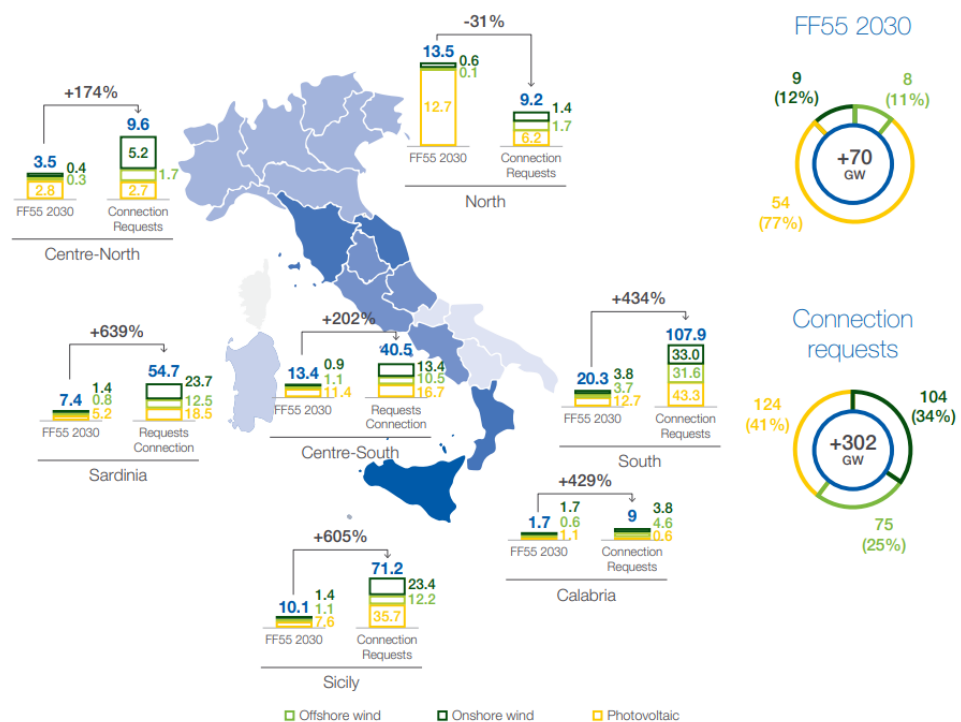 -31%
13.5
0.6
0.1
12.7
9.2
1.4
1.7
6.2
FF55 2030
Connection
Requests
North
+174%
9.6
5.2
1.7
2.7
3.5
0.4
0.3
2.8
FF55 2030
Connection
Requests
Centre-North
+639%
54.7
23.7
12.5
18.5
7.4
1.4
0.8
5.2
FF55 2030
Requests
Connection
Sardinia
+202%
40.5
13.4
10.5
16.7
13.4
0.9
1.1
11.4
FF55 2030
Requests
Connection
Centre-South
+434%
107.9
33.0
31.6
43.3
20.3
3.8
3.7
12.7
FF55 2030
Connection
Requests
South
+429%
1.7
1.7
0.6
1.1
9
3.8
4.6
0.6
FF55 2030
Connection
Requests
Calabria
+605%
71.2
23.4
12.2
35.7
10.1
1.4
1.1
7,6
FF55 2030
Connection
Requests
Sicily
FF55 2030
9
(12%)
8
(11%)
+70
GW
54
(77%)
Connection
requests
124
(41%)
104
(34%)
+302
GW
75
(25%)
Offshore wind
Onshore wind
Photovoltaic